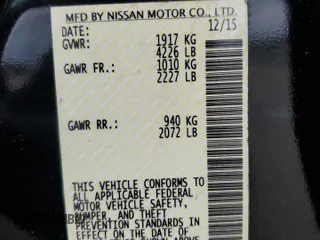 MFD BY NISSAN MOTOR CO., LTD.
DATE: 12/15
GVWR: 1917 KG
4226 LB
GAWR FR.: 1010 KG
2227 LB
GAWR RR.: 940 KG
2072 LB
THIS VEHICLE CONFORMS TO
ALL APPLICABLE FEDERAL
MOTOR VEHICLE SAFETY,
BUMPER, AND THEFT
PREVENTION STANDARDS IN
EFFECT ON THE DATE OF